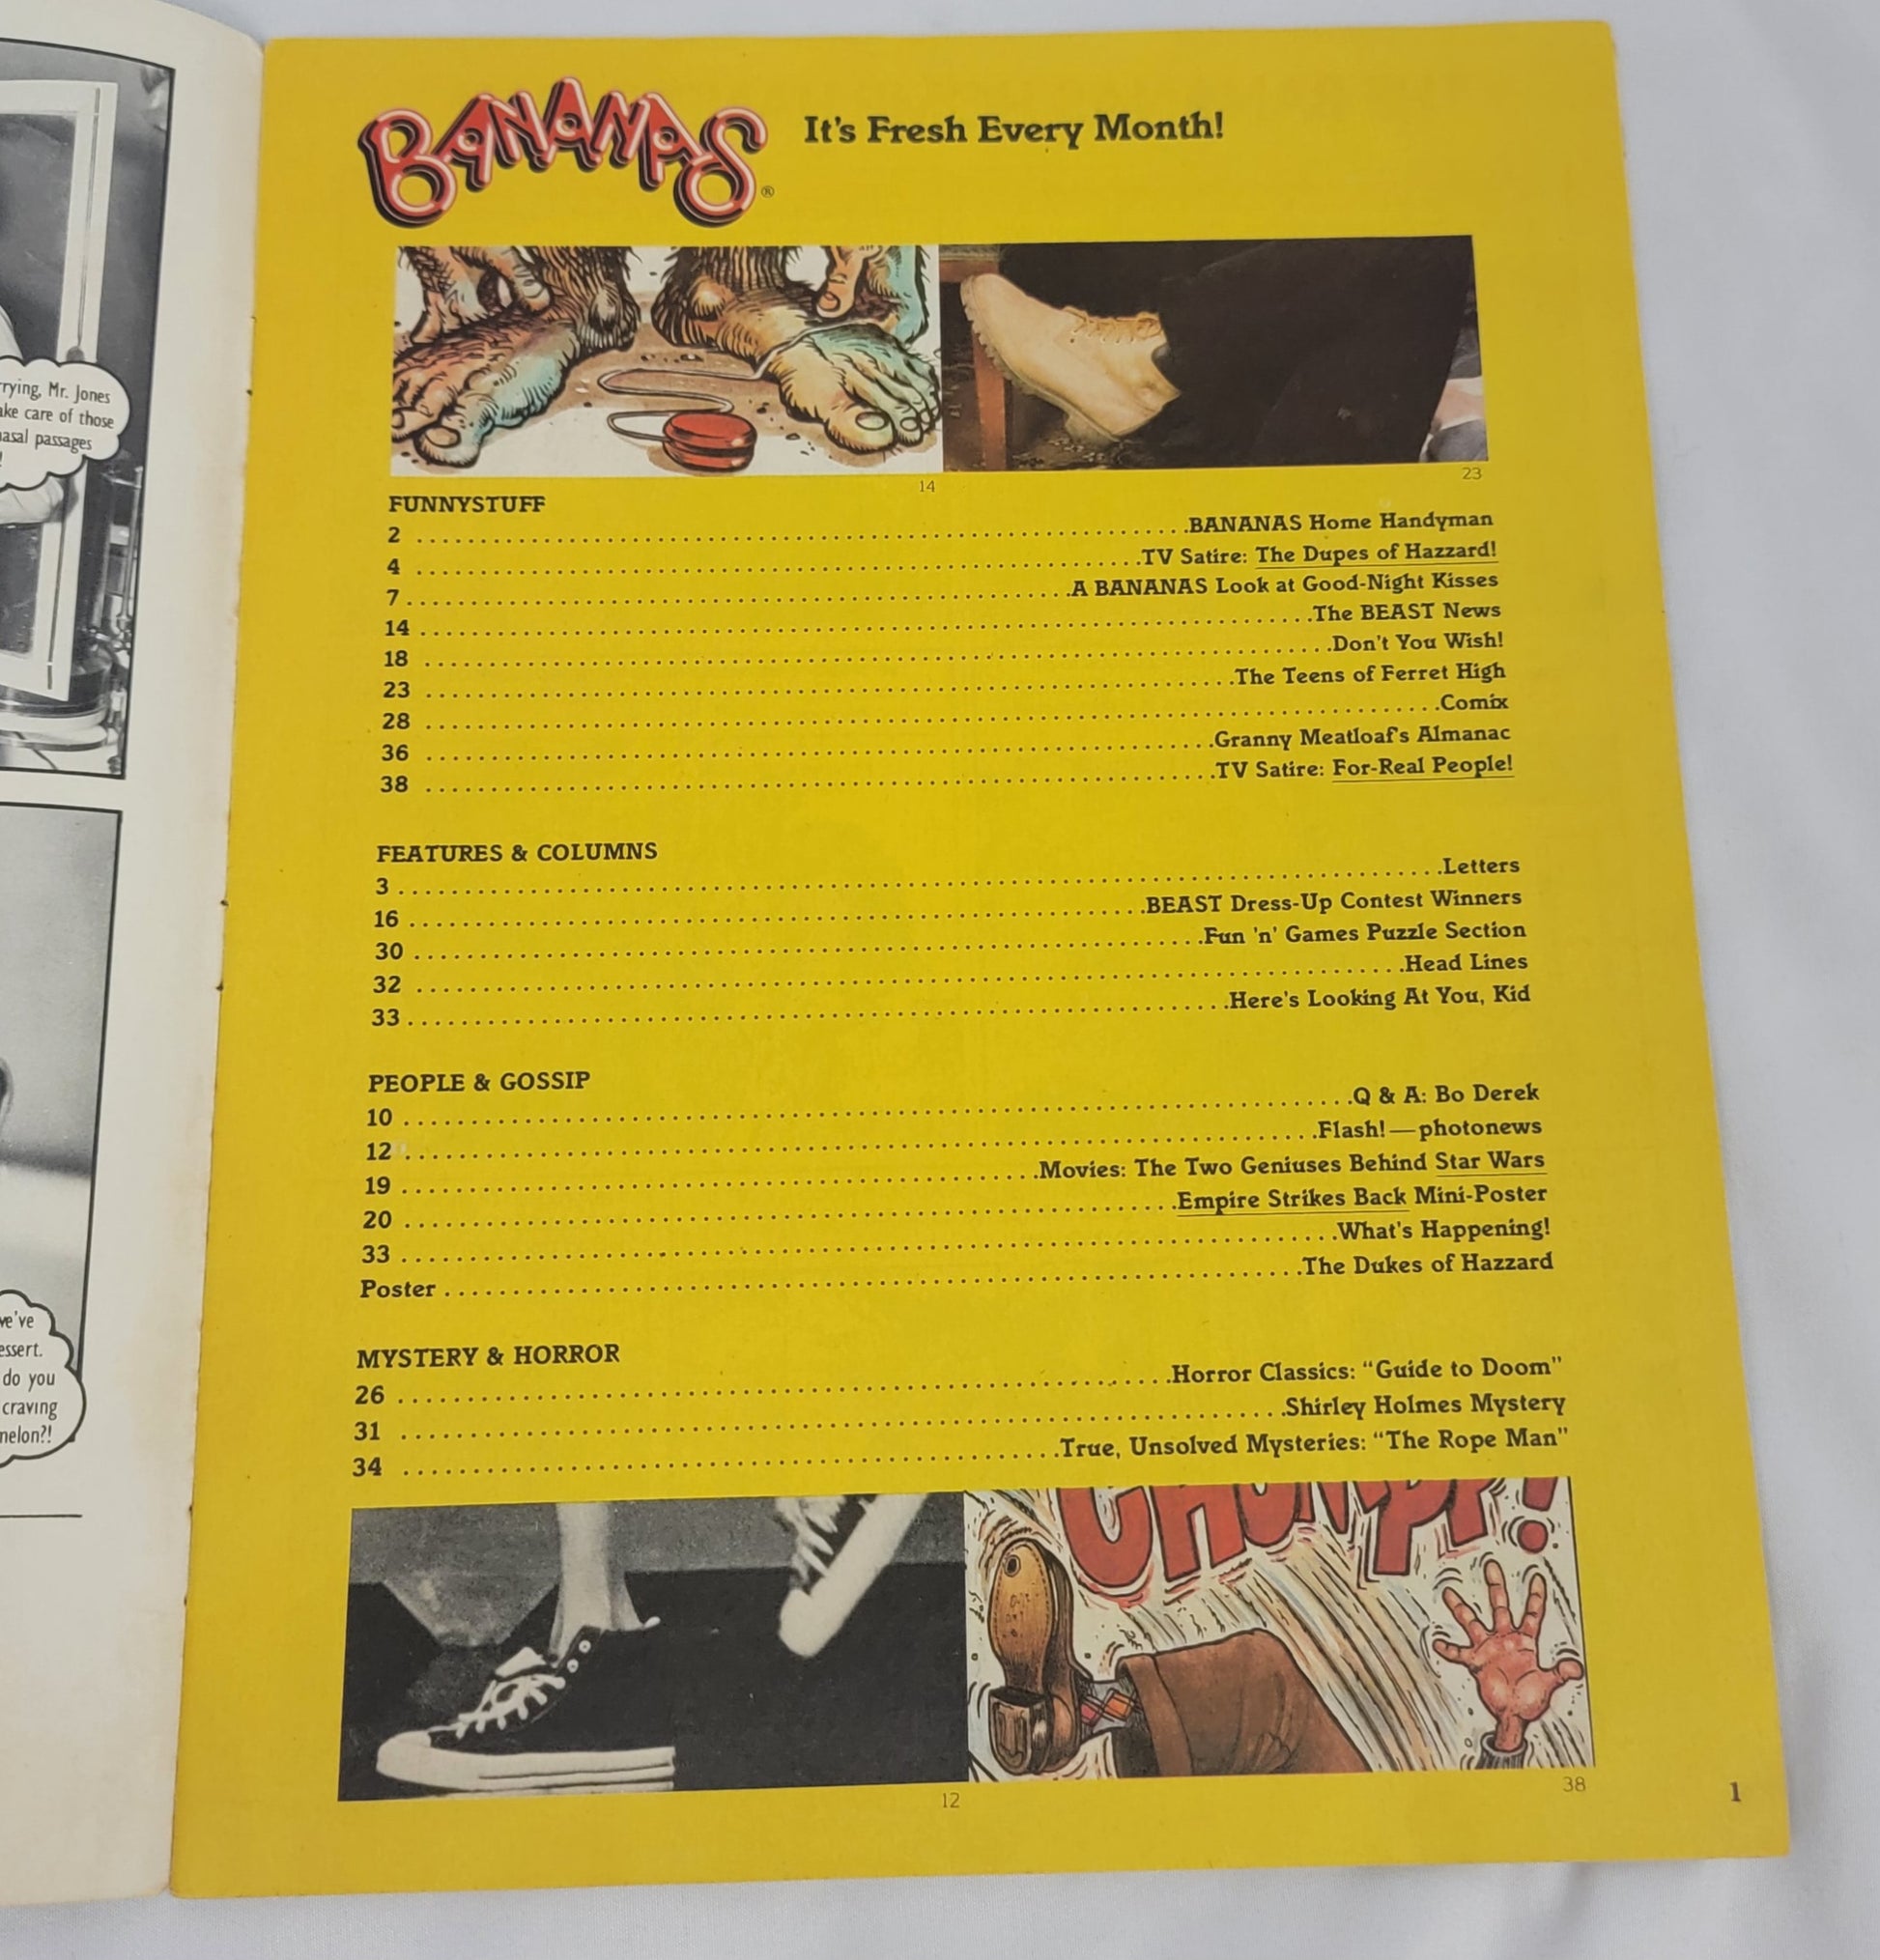 rrying, Mr. Jones
ake care of those
nasal passages
!
ve've
essert.
do you
craving
nelon?!
BANANAS®
It's Fresh Every Month!
14
23
FUNNYSTUFF
2 ........ BANANAS Home Handyman
4 ........ TV Satire: The Dupes of Hazzard!
7 ........ A BANANAS Look at Good-Night Kisses
14 ........ The BEAST News
18 ........ Don't You Wish!
23 ........ The Teens of Ferret High
28 ........ Comix
36 ........ Granny Meatloaf's Almanac
38 ........ TV Satire: For-Real People!
FEATURES & COLUMNS
3 ........ Letters
16 ........ BEAST Dress-Up Contest Winners
30 ........ Fun 'n' Games Puzzle Section
32 ........ Head Lines
33 ........ Here's Looking At You, Kid
PEOPLE & GOSSIP
10 ........ Q & A: Bo Derek
12 ........ Flash!—photonews
19 ........ Movies: The Two Geniuses Behind Star Wars
20 ........ Empire Strikes Back Mini-Poster
33 ........ What's Happening!
Poster ........ The Dukes of Hazzard
MYSTERY & HORROR
26 ........ Horror Classics: "Guide to Doom"
31 ........ Shirley Holmes Mystery
34 ........ True, Unsolved Mysteries: "The Rope Man"
12
38
1